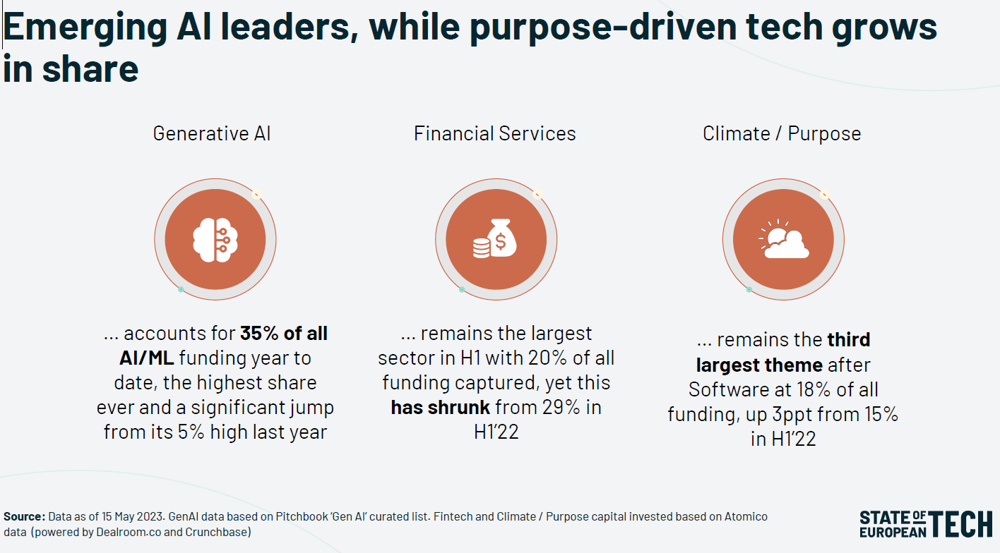 Emerging AI leaders, while purpose-driven tech grows
in share
Generative AI
... accounts for 35% of all
AI/ML funding year to
date, the highest share
ever and a significant jump
from its 5% high last year
Financial Services
... remains the largest
sector in H1 with 20% of all
funding captured, yet this
has shrunk from 29% in
H1'22
Climate / Purpose
... remains the third
largest theme after
Software at 18% of all
funding, up 3ppt from 15%
in H1'22
Source: Data as of 15 May 2023. GenAI data based on Pitchbook 'Gen AI' curated list. Fintech and Climate / Purpose capital invested based on Atomico
data (powered by Dealroom.co and Crunchbase)
STATE OF
EUROPEAN TECH